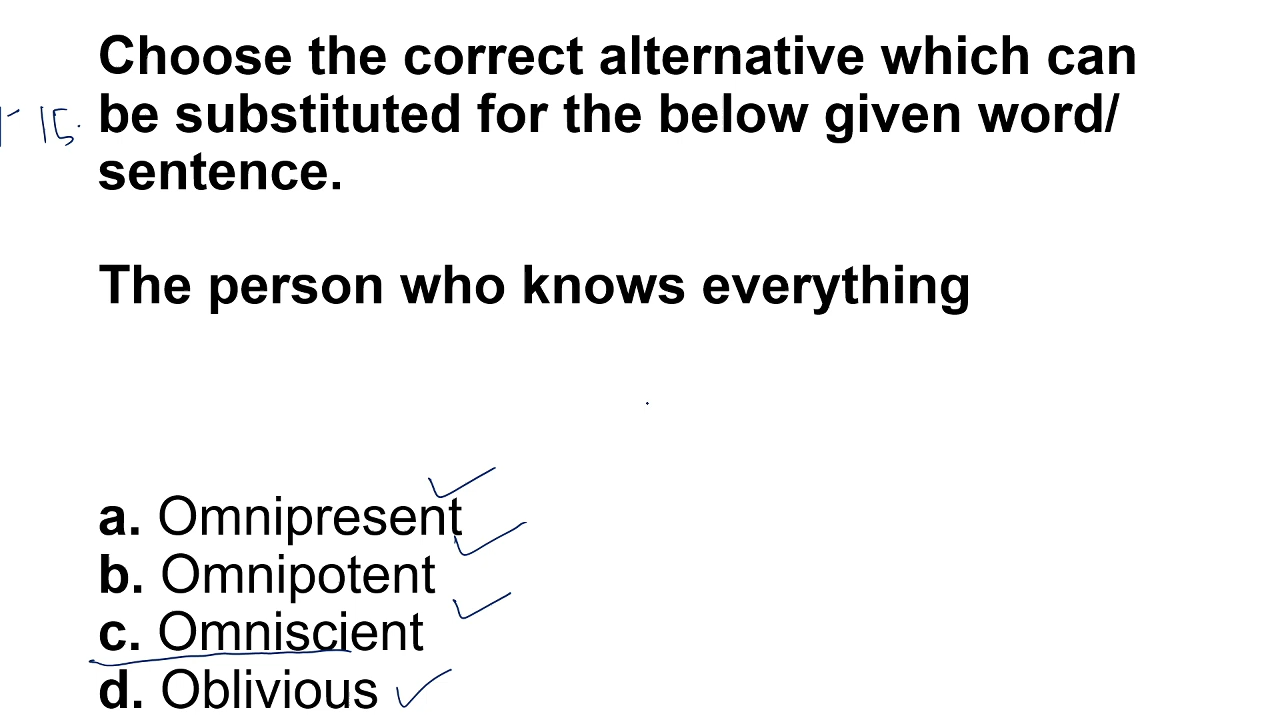 Choose the correct alternative which can
15. be substituted for the below given word/
sentence.
The person who knows everything
a. Omnipresent
b. Omnipotent
c. Omniscient
d. Oblivious